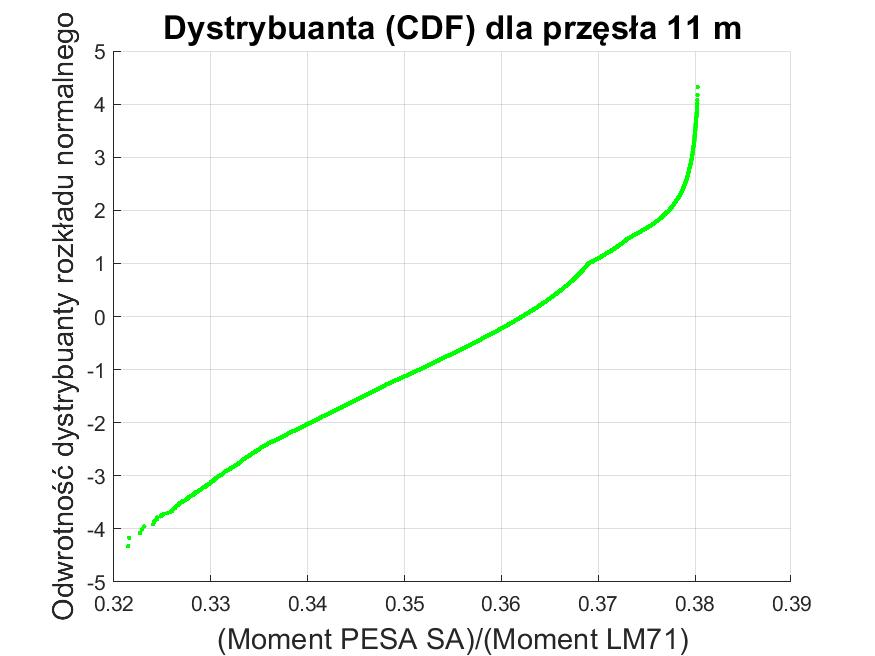 Dystrybuanta (CDF) dla przęsła 11 m
Odwrotność dystrybuanty rozkładu normalnego
5
4
3
2
1
0
-1
-2
-3
-4
-5
0.32 0.33 0.34 0.35 0.36 0.37 0.38 0.39
(Moment PESA SA)/(Moment LM71)